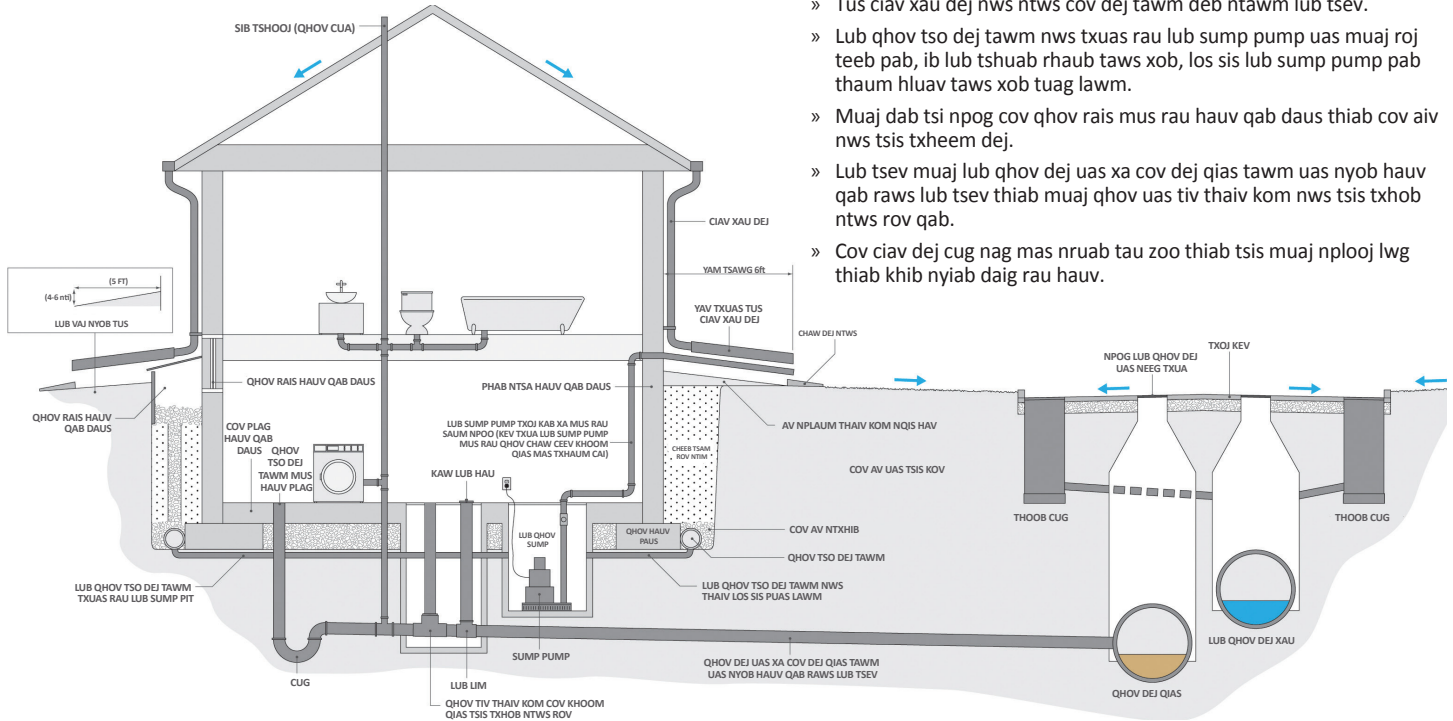 » Tus ciav xau dej nws ntws cov dej tawm deb ntawm lub tsev.
» Lub qhov tso dej tawm nws txuas rau lub sump pump uas muaj roj
teeb pab, ib lub tshuab rhaub taws xob, los sis lub sump pump pab
thaum hluav taws xob tuag lawm.
» Muaj dab tsi npog cov qhov rais mus rau hauv qab daus thiab cov aiv
nws tsis txheem dej.
» Lub tsev muaj lub qhov dej uas xa cov dej qias tawm uas nyob hauv
qab raws lub tsev thiab muaj qhov uas tiv thaiv kom nws tsis txhob
ntws rov qab.
» Cov ciav dej cug nag mas nruab tau zoo thiab tsis muaj nplooj lwg
thiab khib nyiab daig rau hauv.
SIB TSHOOJ (QHOV CUA)
CIAV XAU DEJ
YAM TSAWG 6ft
(5 FT)
(4-6 nti)
LUB VAJ NYOB TUS
YAV TXUAS TUS
CIAV XAU DEJ
CHAW DEJ NTWS
NPOG LUB QHOV DEJ
UAS NEEG TXUA
TXOJ KEV
QHOV RAIS HAUV QAB DAUS
PHAB NTSA HAUV QAB DAUS
QHOV RAIS HAUV
QAB DAUS
COV PLAG
HAUV QAB
DAUS
QHOV
TSO DEJ
TAWM MUS
HAUV PLAG
LUB SUMP PUMP TXOJ KAB XA MUS RAU
SAUM NPOO (KEV TXUA LUB SUMP PUMP
MUS RAU QHOV CHAW CEEV KHOOM
QIAS MAS TXHAUM CAI)
KAW LUB HAU
AV NPLAUM THAIV KOM NQIS HAV
CHEEB TSAM
ROV NTIM
COV AV UAS TSIS KOV
THOOB CUG
THOOB CUG
COV AV NTXHIB
LUB QHOV
SUMP
QHOV HAUV
PAUS
QHOV TSO DEJ TAWM
LUB QHOV TSO DEJ TAWM
TXUAS RAU LUB SUMP PIT
LUB QHOV TSO DEJ TAWM NWS
THAIV LOS SIS PUAS LAWM
LUB QHOV DEJ XAU
SUMP PUMP
QHOV DEJ UAS XA COV DEJ QIAS TAWM
UAS NYOB HAUV QAB RAWS LUB TSEV
CUG
LUB LIM
QHOV DEJ QIAS
QHOV TIV THAIV KOM COV KHOOM
QIAS TSIS TXHOB NTWS ROV